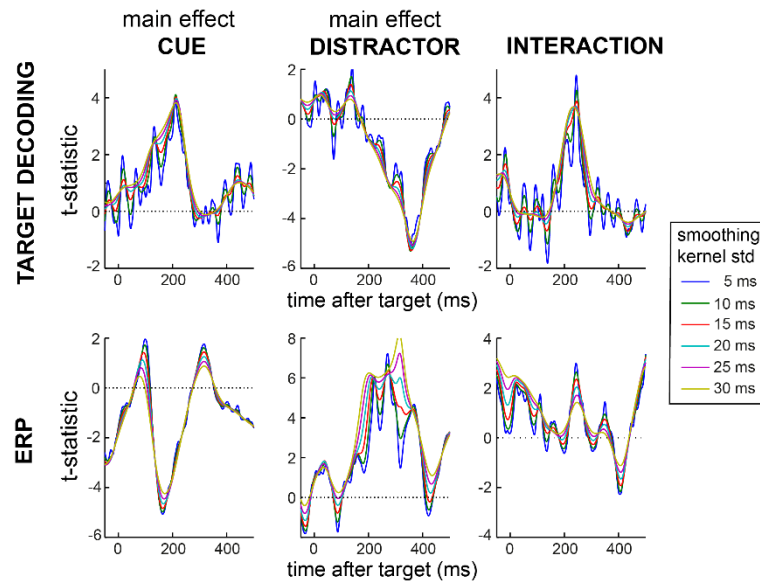 main effect
CUE
main effect
DISTRACTOR
INTERACTION
TARGET DECODING
t-statistic
4
2
0
-2
0 200 400
2
0
-2
-4
-6
0 200 400
time after target (ms)
4
2
0
-2
0 200 400
smoothing
kernel std
5 ms
10 ms
15 ms
20 ms
25 ms
30 ms
ERP
t-statistic
2
0
-2
-4
-6
0 200 400
8
6
4
2
0
0 200 400
time after target (ms)
4
2
0
-2
-4
0 200 400